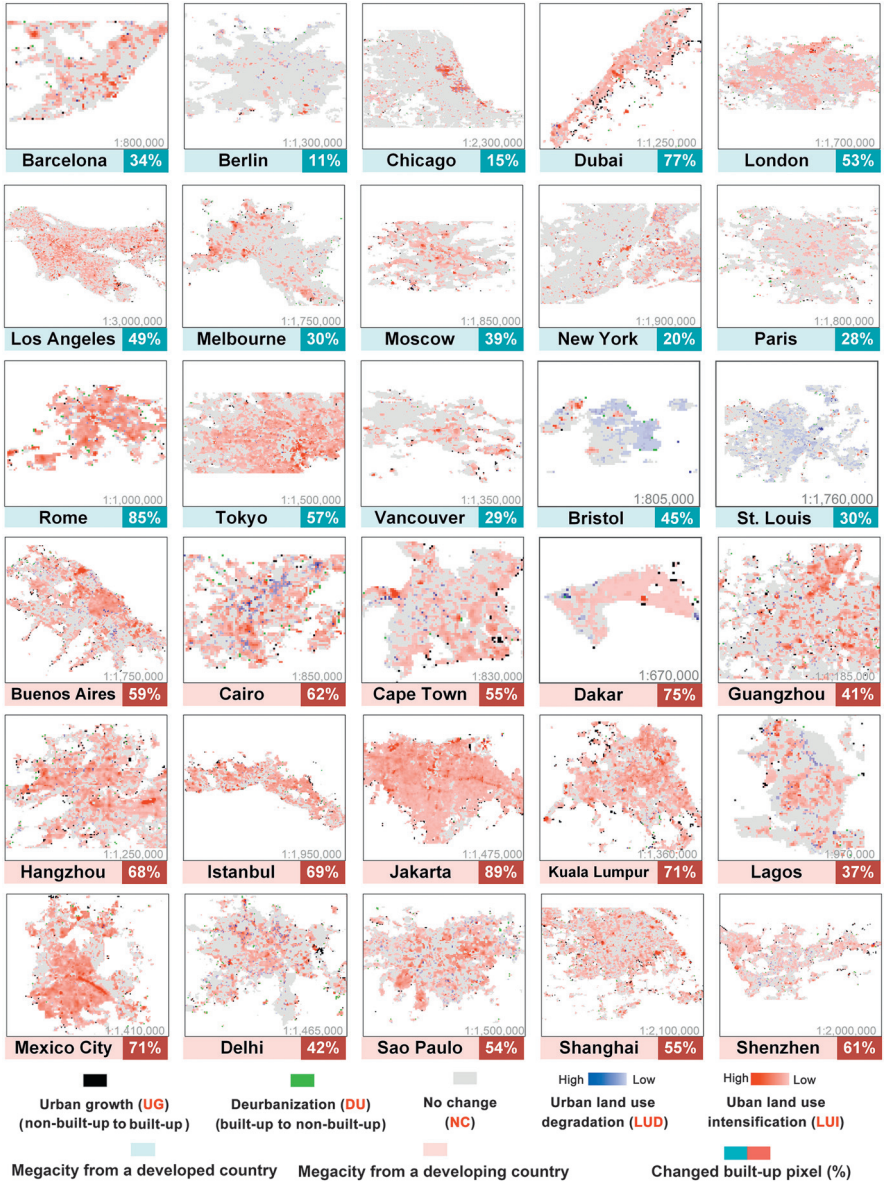 1:800,000 1:1,300,000 1:2,300,000 1:1,250,000 1:1,700,000
Barcelona 34% Berlin 11% Chicago 15% Dubai 77% London 53%
1:3,000,000 1:1,750,000 1:1,850,000 1:1,900,000 1:1,800,000
Los Angeles 49% Melbourne 30% Moscow 39% New York 20% Paris 28%
1:1,000,000 1:1,500,000 1:1,350,000 1:805,000 1:1,760,000
Rome 85% Tokyo 57% Vancouver 29% Bristol 45% St. Louis 30%
1:1,750,000 1:850,000 1:830,000 1:670,000 1:1,185,000
Buenos Aires 59% Cairo 62% Cape Town 55% Dakar 75% Guangzhou 41%
1:1,250,000 1:1,950,000 1:1,475,000 1:1,360,000 1:970,000
Hangzhou 68% Istanbul 69% Jakarta 89% Kuala Lumpur 71% Lagos 37%
1:1,410,000 1:1,465,000 1:1,500,000 1:2,100,000 1:2,000,000
Mexico City 71% Delhi 42% Sao Paulo 54% Shanghai 55% Shenzhen 61%
High Low High Low
Urban growth (UG) Deurbanization (DU) No change Urban land use Uban land use
(non-built-up to built-up) (built-up to non-built-up) (NC) degradation (LUD) intensification (LUI)
Megacity from a developed country Megacity from a developing country Changed built-up pixel (%)